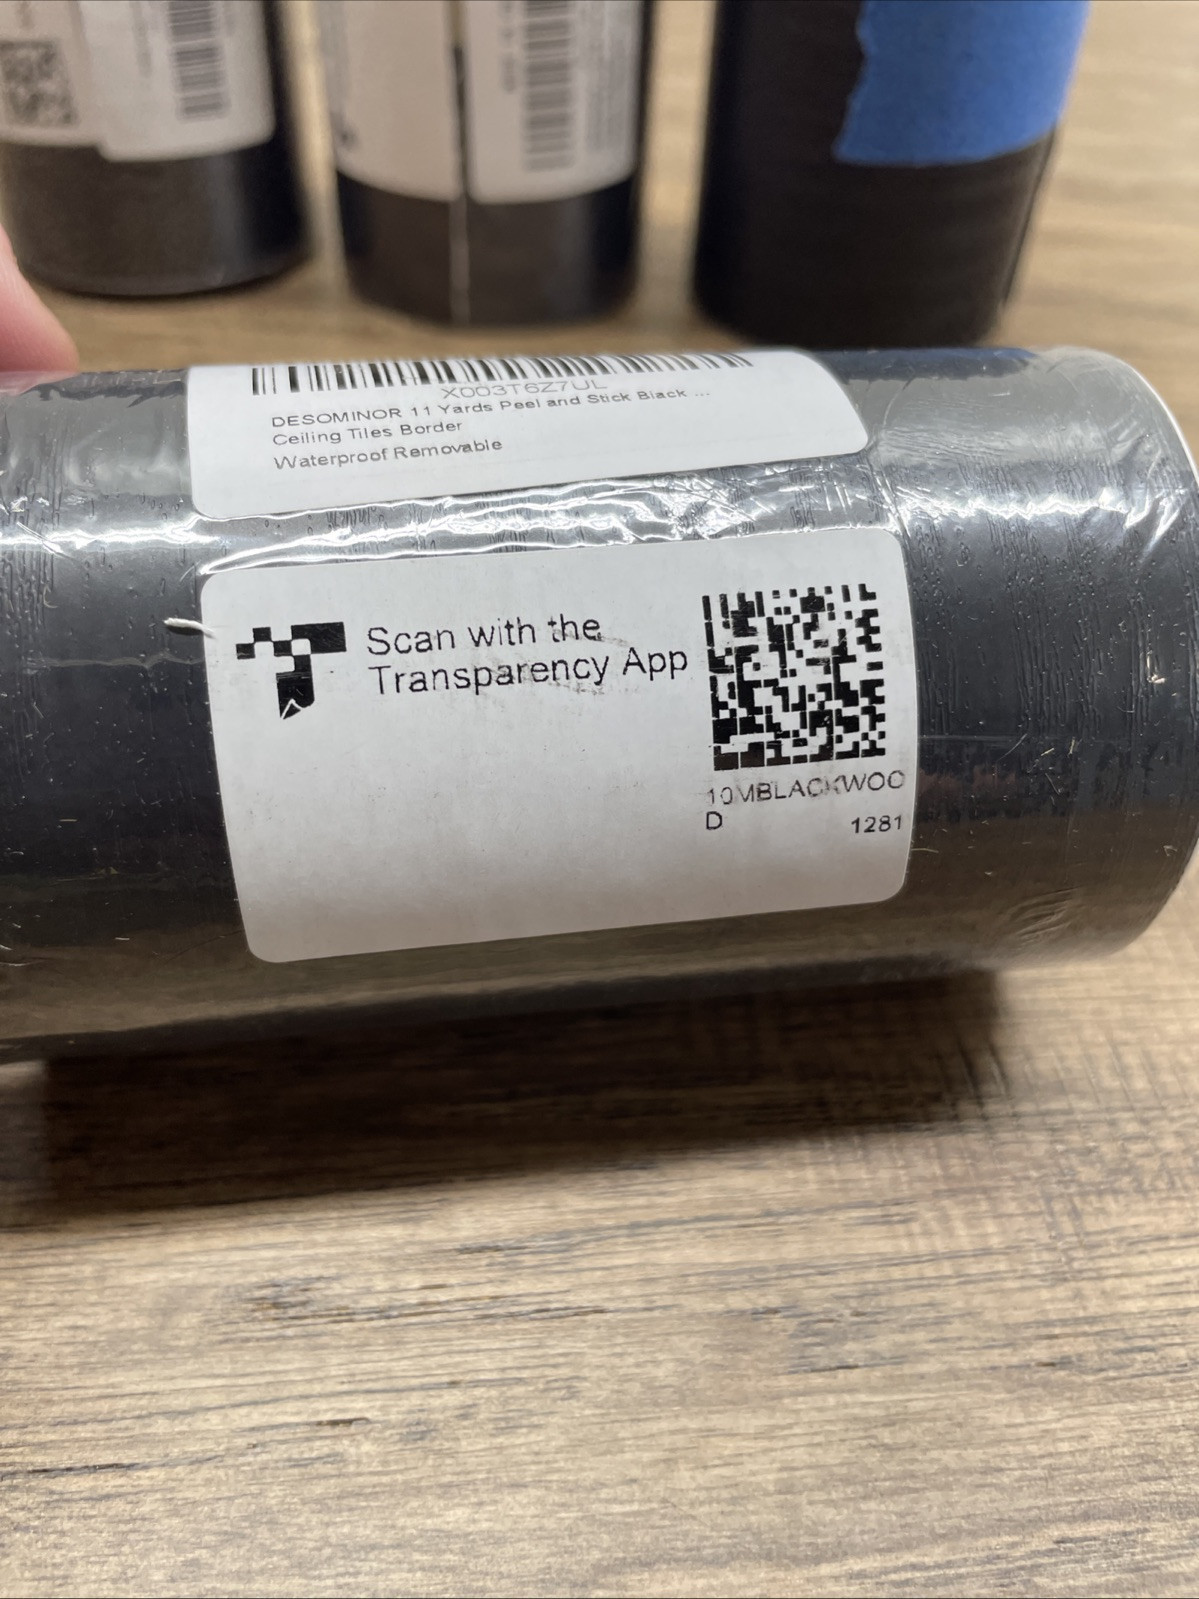 X003T6Z7UL
DESOMINOR 11 Yards Peel and Stick Black ...
Ceiling Tiles Border
Waterproof Removable
Scan with the
Transparency App
10MBLACKWOO
D 1281